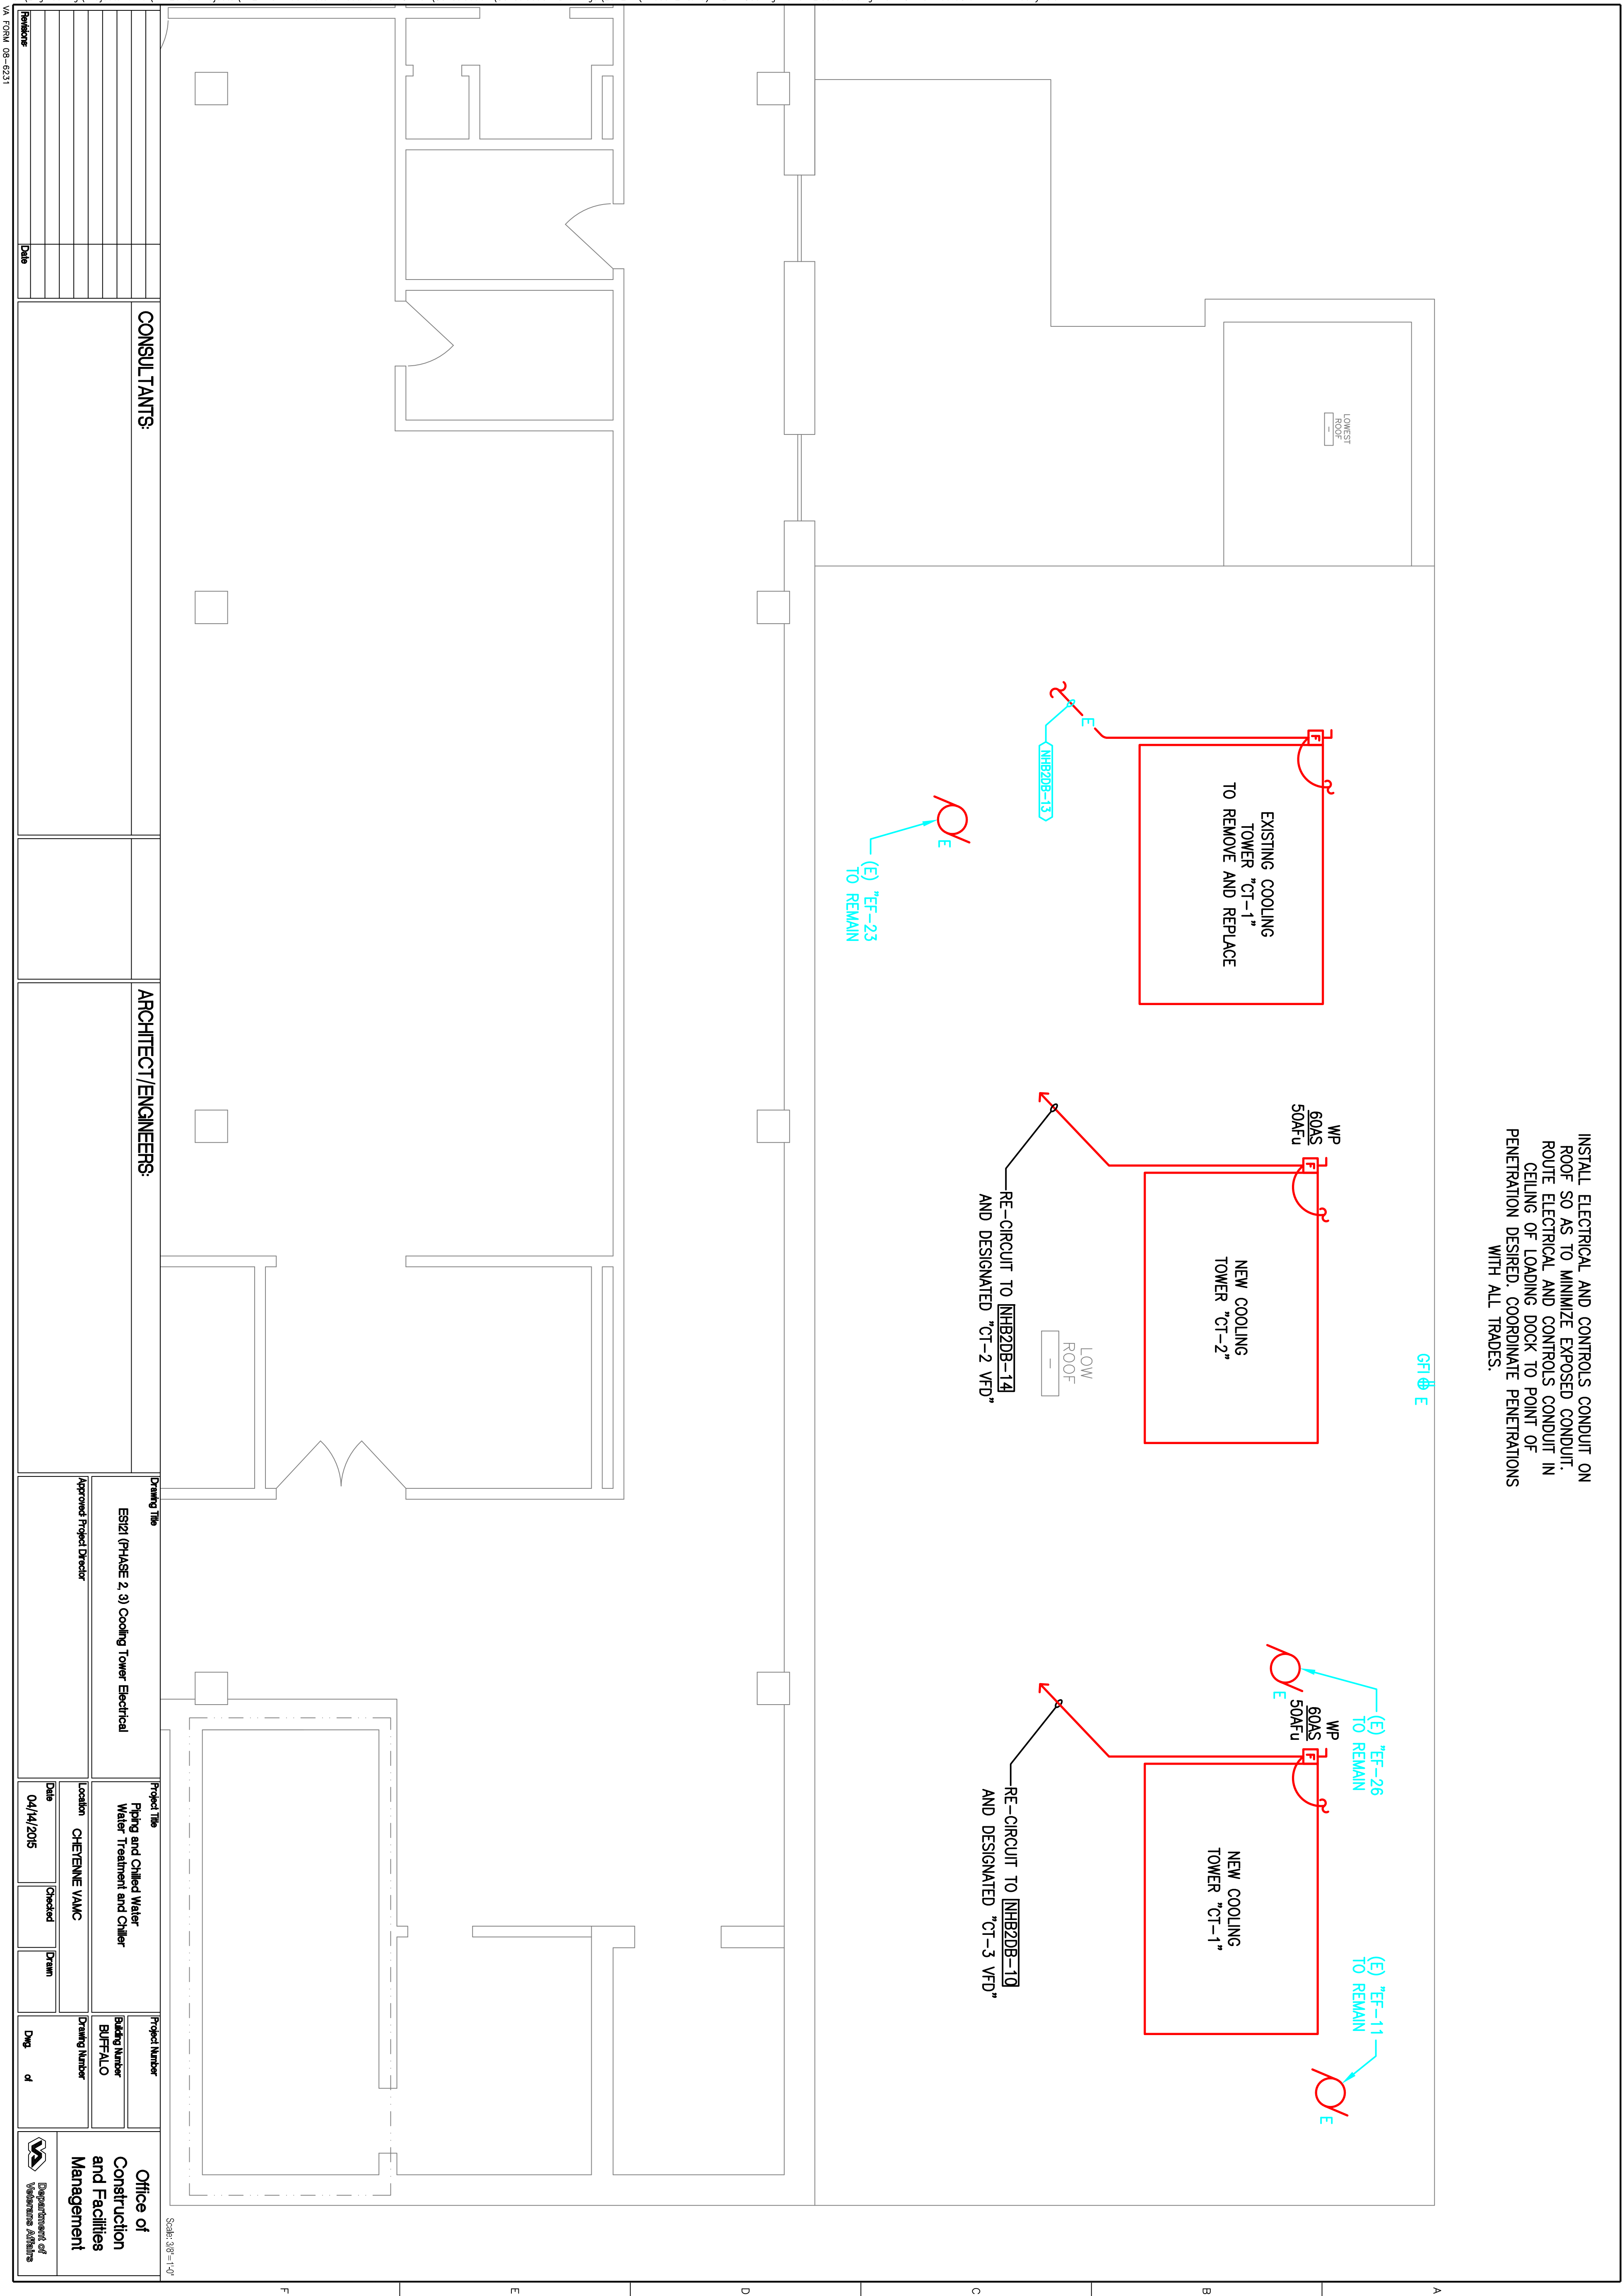 INSTALL ELECTRICAL AND CONTROLS CONDUIT ON
ROOF SO AS TO MINIMIZE EXPOSED CONDUIT.
ROUTE ELECTRICAL AND CONTROLS CONDUIT IN
CEILING OF LOADING DOCK TO POINT OF
PENETRATION DESIRED. COORDINATE PENETRATIONS
WITH ALL TRADES.
A
B
C
D
E
F
LOWEST
ROOF
-
F
EXISTING COOLING
TOWER "CT-1"
TO REMOVE AND REPLACE
E
NHB2DB-13
E
(E) "EF-23
TO REMAIN
WP
60AS
50AFu
F
NEW COOLING
TOWER "CT-2"
RE-CIRCUIT TO NHB2DB-14
AND DESIGNATED "CT-2 VFD"
LOW
ROOF
-
GFI E
(E) "EF-26
TO REMAIN
E
WP
60AS
50AFu
F
NEW COOLING
TOWER "CT-1"
RE-CIRCUIT TO NHB2DB-10
AND DESIGNATED "CT-3 VFD"
(E) "EF-11
TO REMAIN
E
Scale: 3/8"= 1'-0"
Revisions:
Date
CONSULTANTS:
ARCHITECT/ENGINEERS:
Drawing Title
ES121 (PHASE 2, 3) Cooling Tower Electrical
Approved: Project Director
Project Title
Piping and Chilled Water
Water Treatment and Chiller
Location CHEYENNE VAMC
Date
04/14/2015
Checked
Drawn
Project Number
Building Number
BUFFALO
Drawing Number
Dwg. of
Office of
Construction
and Facilities
Management
VA
Department of
Veterans Affairs
VA FORM 08-6231